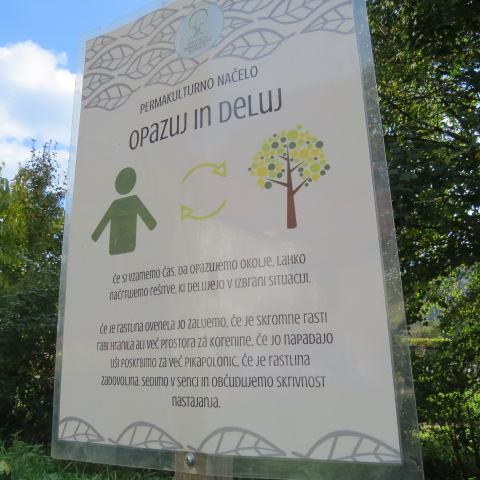 PERMAKULTURNO NAČELO
OPAZUJ IN DELUJ
ČE SI VZAMEMO ČAS, DA OPAZUJEMO OKOLJE, LAHKO
NAČRTUJEMO REŠITVE, KI DELUJEJO V IZBRANI SITUACIJI.
ČE JE RASTLINA OVENELA JO ZALIJEMO, ČE JE SKROMNE RASTI
RABI HRANILA ALI VEČ PROSTORA ZA KORENINE, ČE JO NAPADAJO
UŠI POSKRBIMO ZA VEČ PIKAPOLONIC, ČE JE RASTLINA
ZADOVOLJNA, SEDIMO V SENCI IN OBČUDUJEMO SKRIVNOST
NASTAJANJA.